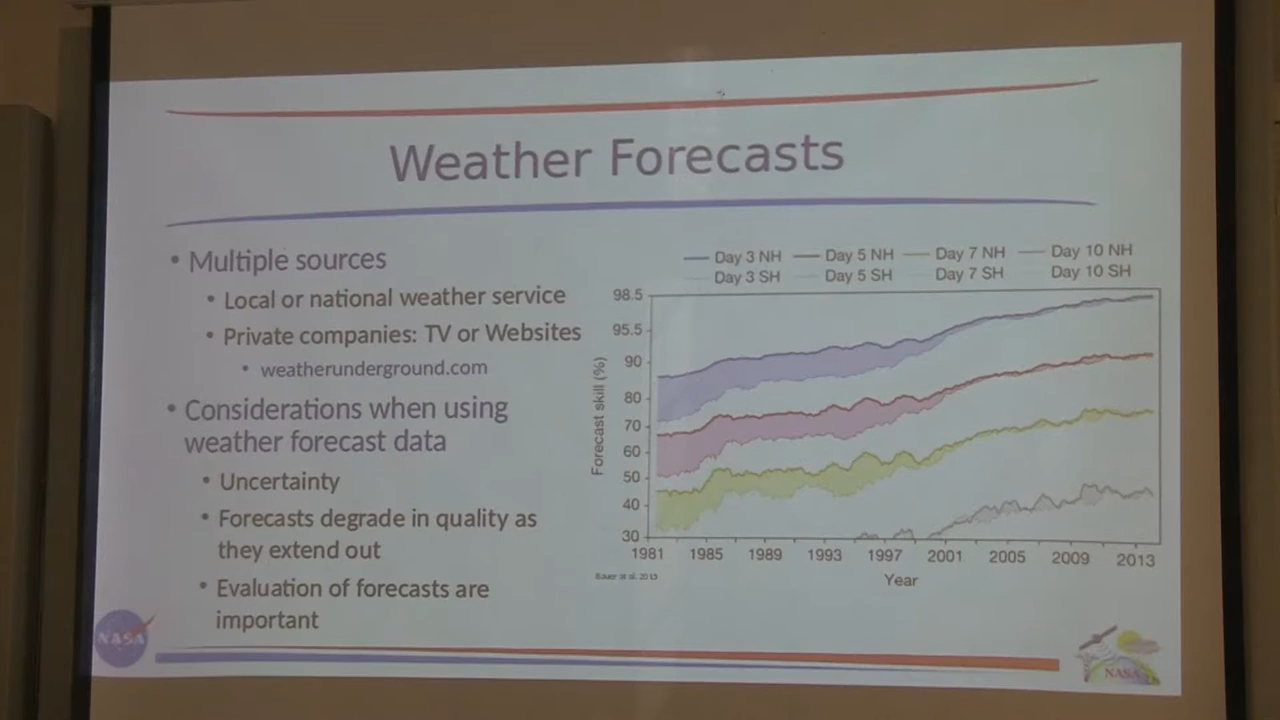 Weather Forecasts
• Multiple sources
• Local or national weather service
• Private companies: TV or Websites
• weatherunderground.com
• Considerations when using
weather forecast data
• Uncertainty
• Forecasts degrade in quality as
they extend out
• Evaluation of forecasts are
important
Day 3 NH Day 5 NH Day 7 NH Day 10 NH
Day 3 SH Day 5 SH Day 7 SH Day 10 SH
98.5
95.5
90
80
70
60
50
40
30
Forecast skill (%)
1981 1985 1989 1993 1997 2001 2005 2009 2013
Year
Bauer et al. 2015
NASA
NASA